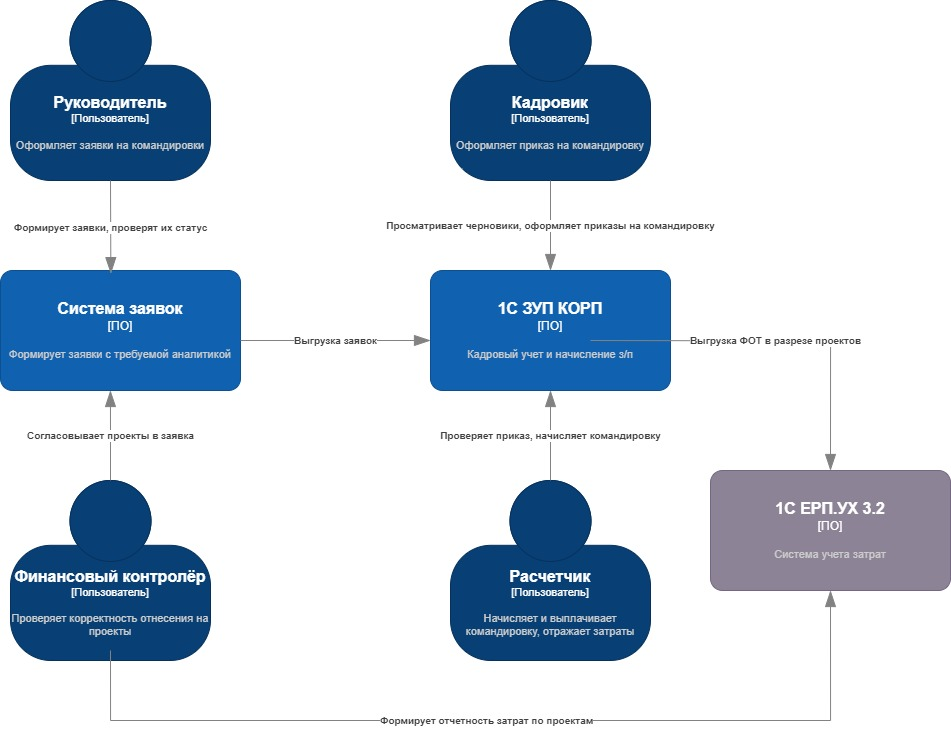 Руководитель
[Пользователь]
Оформляет заявки на командировки
Кадровик
[Пользователь]
Оформляет приказ на командировку
Формирует заявки, проверят их статус
Просматривает черновики, оформляет приказы на командировку
Система заявок
[ПО]
Формирует заявки с требуемой аналитикой
Выгрузка заявок
1С ЗУП КОРП
[ПО]
Кадровый учет и начисление з/п
Выгрузка ФОТ в разрезе проектов
Согласовывает проекты в заявка
Проверяет приказ, начисляет командировку
1С ЕРП.УХ 3.2
[ПО]
Система учета затрат
Финансовый контролёр
[Пользователь]
Проверяет корректность отнесения на
проекты
Расчетчик
[Пользователь]
Начисляет и выплачивает
командировку, отражает затраты
Формирует отчетность затрат по проектам